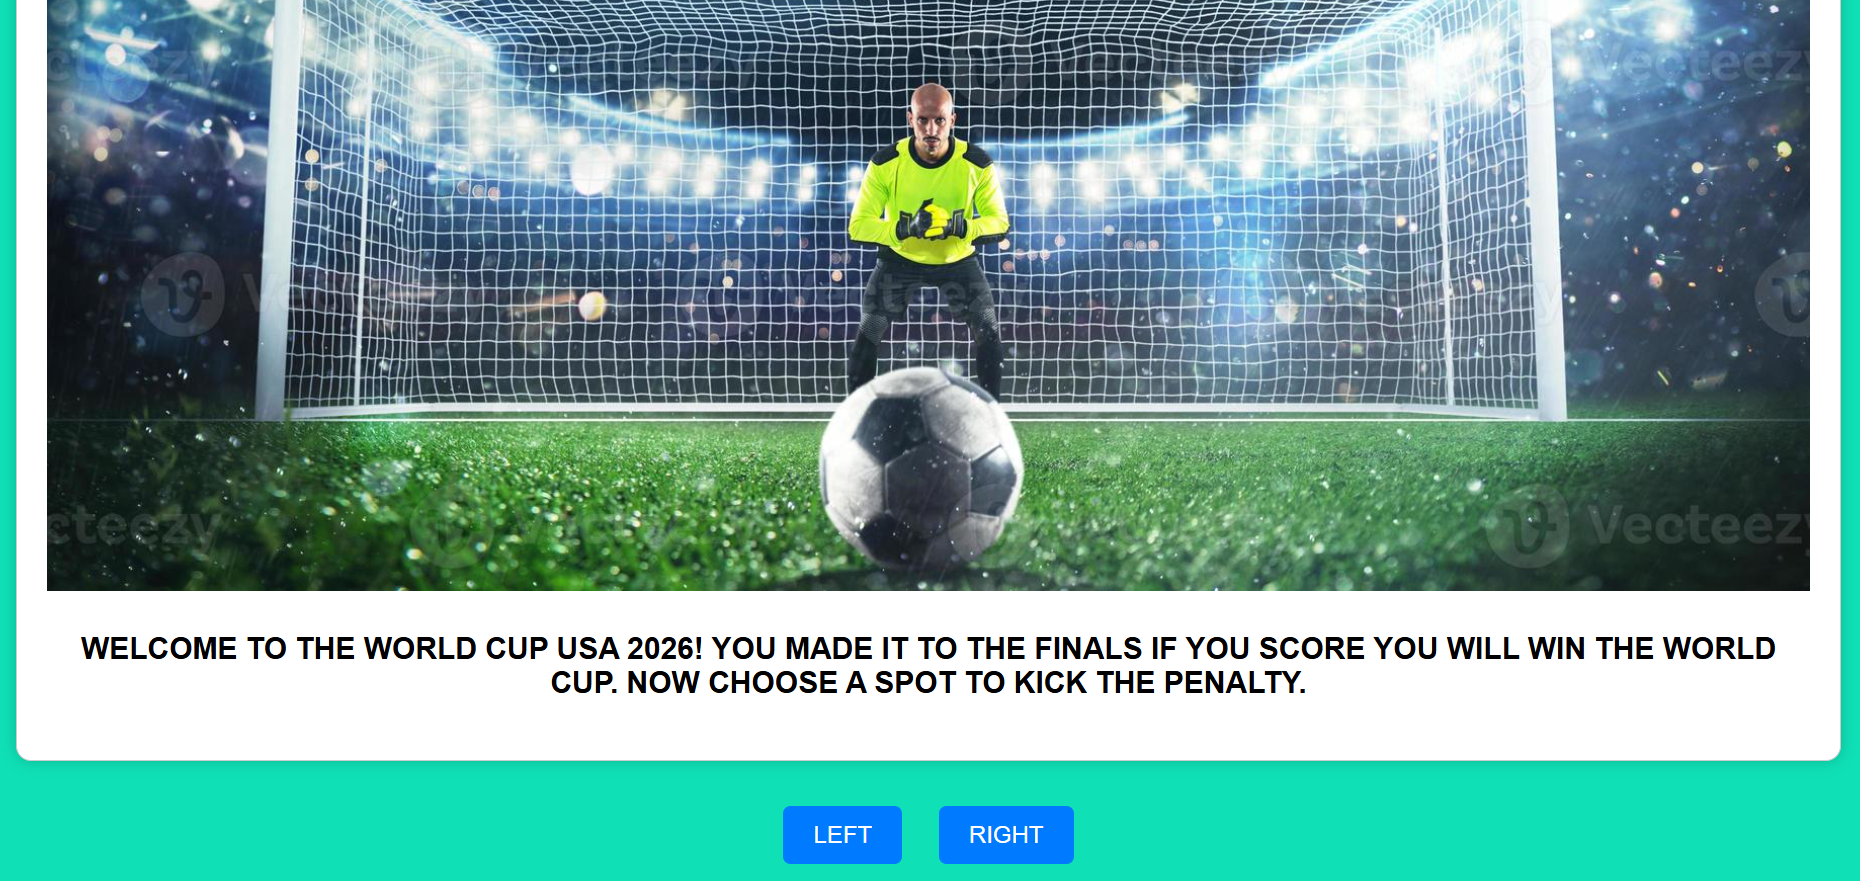 Vecteezy
WELCOME TO THE WORLD CUP USA 2026! YOU MADE IT TO THE FINALS IF YOU SCORE YOU WILL WIN THE WORLD
CUP. NOW CHOOSE A SPOT TO KICK THE PENALTY.
LEFT RIGHT